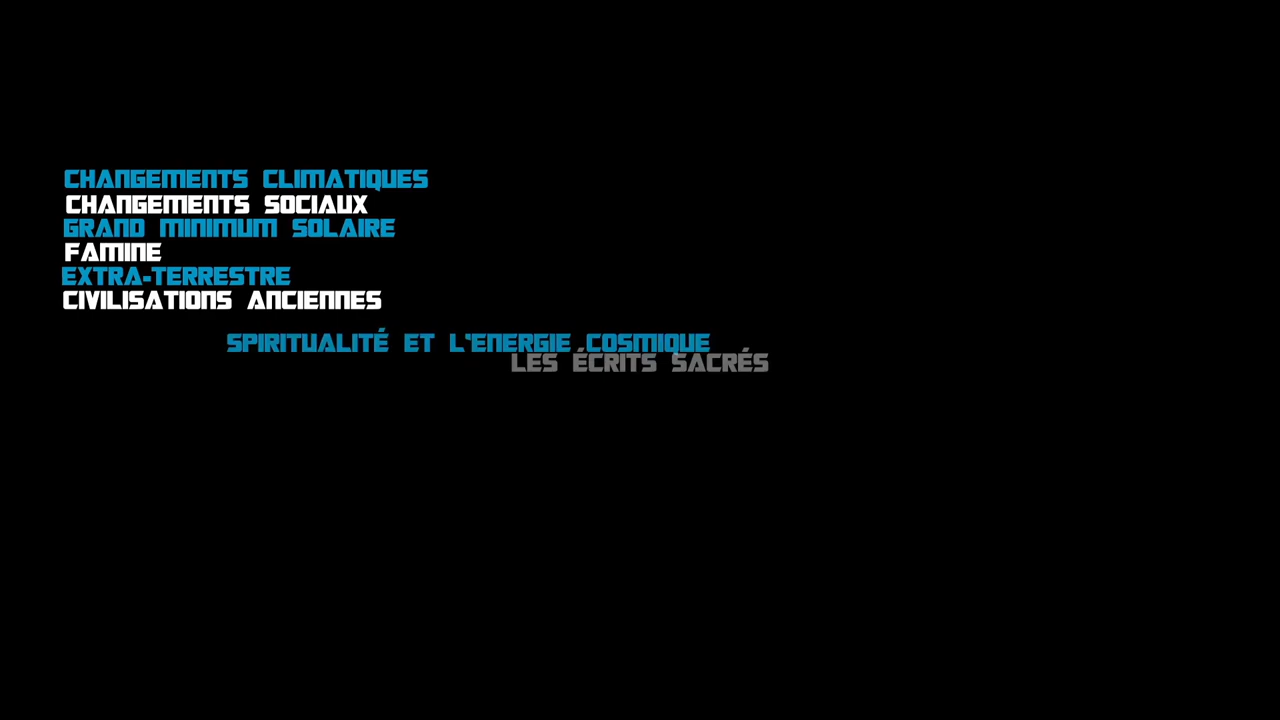 CHANGEMENTS CLIMATIQUES
CHANGEMENTS SOCIAUX
GRAND MINIMUM SOLAIRE
FAMINE
EXTRA-TERRESTRE
CIVILISATIONS ANCIENNES
SPIRITUALITÉ ET L'ENERGIE COSMIQUE
LES ÉCRITS SACRÉS